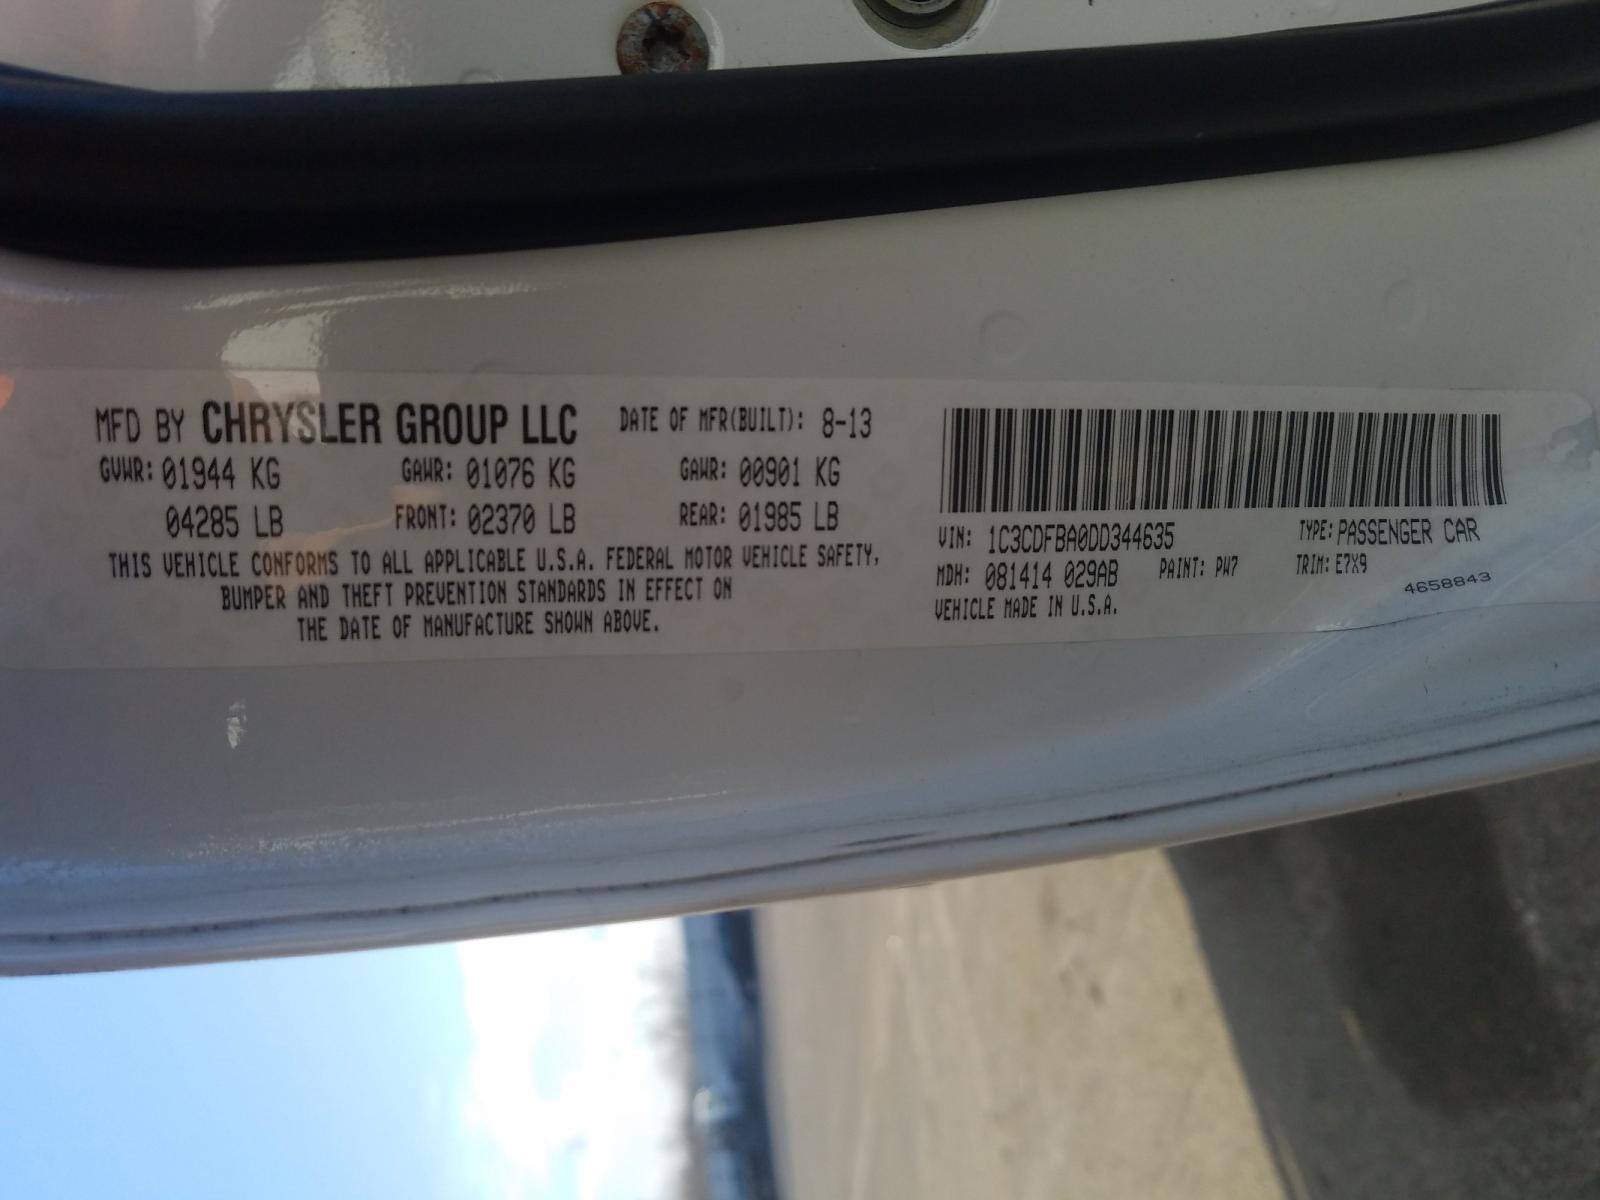 MFD BY CHRYSLER GROUP LLC DATE OF MFR(BUILT): 8-13
GVWR: 01944 KG GAWR: 01076 KG GAWR: 00901 KG
04285 LB FRONT: 02370 LB REAR: 01985 LB
THIS VEHICLE CONFORMS TO ALL APPLICABLE U.S.A. FEDERAL MOTOR VEHICLE SAFETY,
BUMPER AND THEFT PREVENTION STANDARDS IN EFFECT ON
THE DATE OF MANUFACTURE SHOWN ABOVE.
VIN: 1C3CDFBA0DD344635 TYPE: PASSENGER CAR
MDH: 081414 029AB PAINT: PW7 TRIM: E7X9
VEHICLE MADE IN U.S.A. 4658843